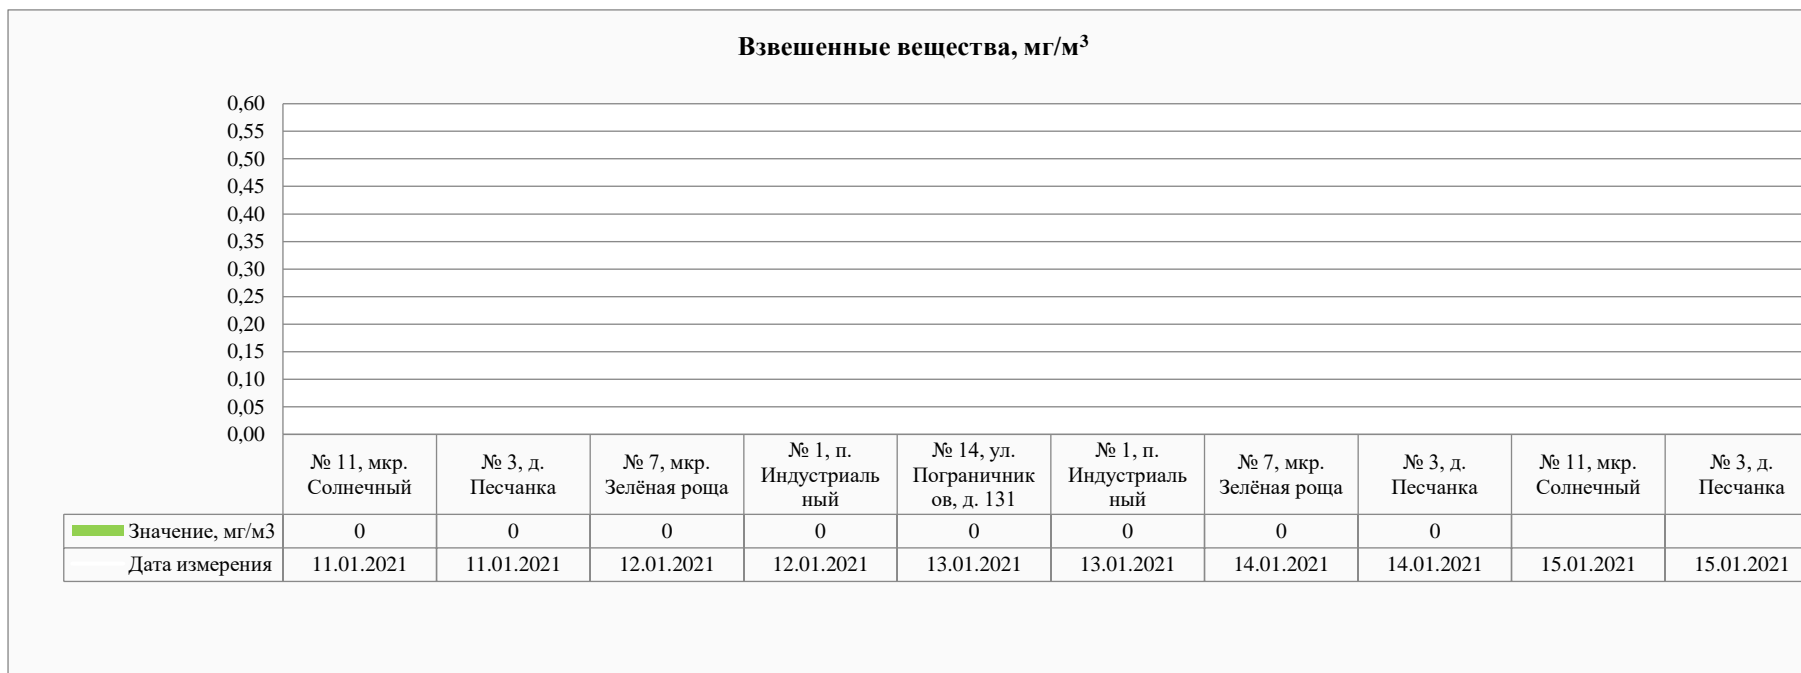 Взвешенные вещества, мг/м³
0,60
0,55
0,50
0,45
0,40
0,35
0,30
0,25
0,20
0,15
0,10
0,05
0,00
№ 11, мкр.
Солнечный
№ 3, д.
Песчанка
№ 7, мкр.
Зелёная роща
№ 1, п.
Индустриаль
ный
№ 14, ул.
Пограничник
ов, д. 131
№ 1, п.
Индустриаль
ный
№ 7, мкр.
Зелёная роща
№ 3, д.
Песчанка
№ 11, мкр.
Солнечный
№ 3, д.
Песчанка
Значение, мг/м3 0 0 0 0 0 0 0 0
Дата измерения 11.01.2021 11.01.2021 12.01.2021 12.01.2021 13.01.2021 13.01.2021 14.01.2021 14.01.2021 15.01.2021 15.01.2021